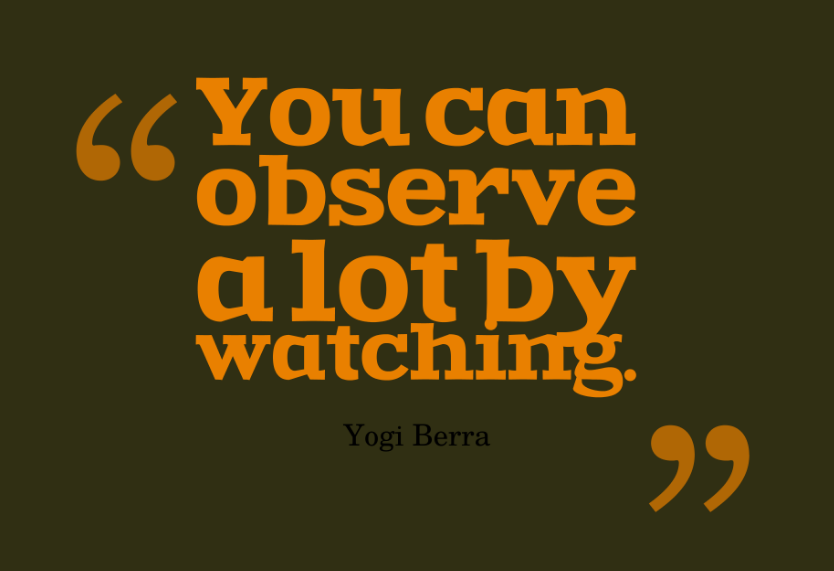 “You can
observe
a lot by
watching.
Yogi Berra
”